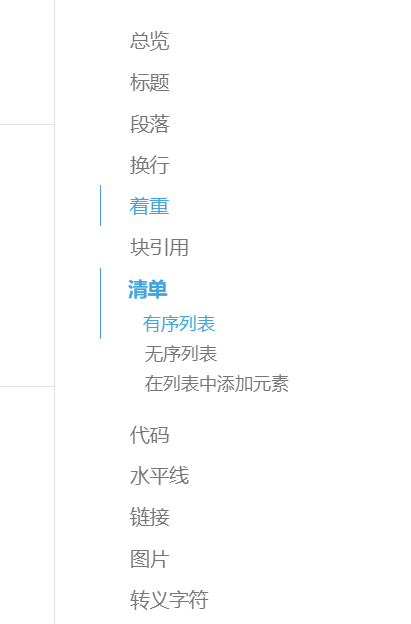 总览
标题
段落
换行
着重
块引用
清单
有序列表
无序列表
在列表中添加元素
代码
水平线
链接
图片
转义字符